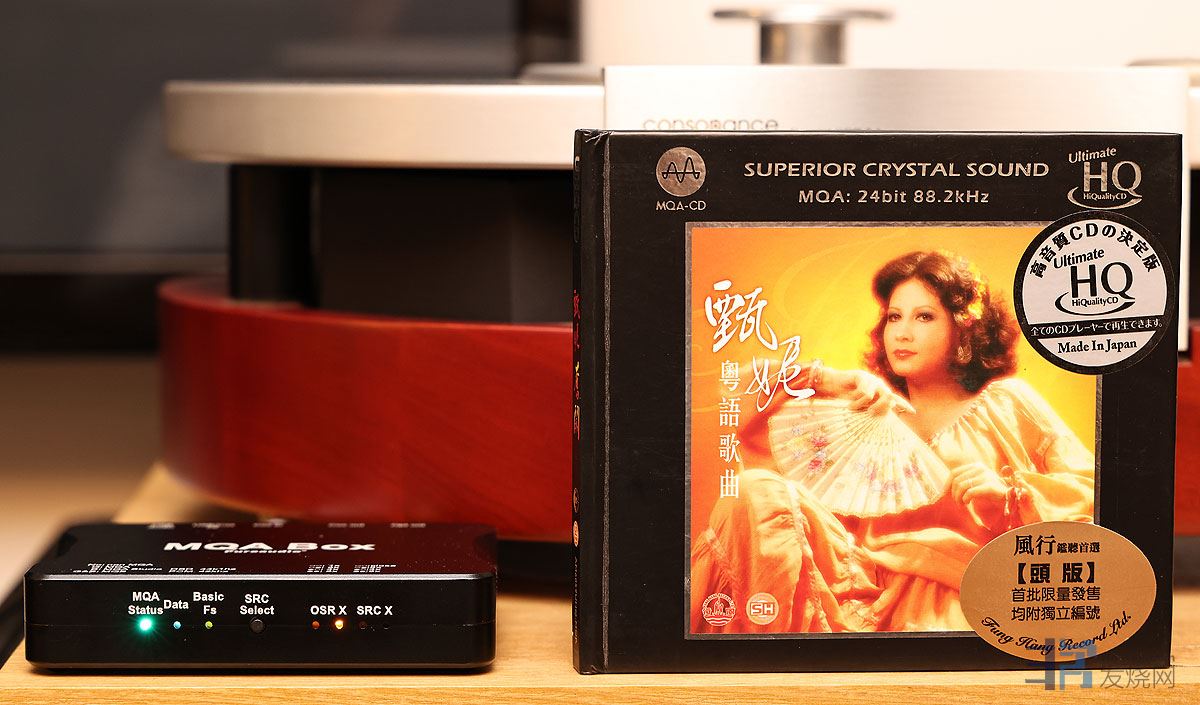 consonance
MQA-CD
SUPERIOR CRYSTAL SOUND
MQA: 24bit 88.2kHz
Ultimate
HQ
HiQualityCD
高音質CDの決定版
Ultimate
HQ
HiQualityCD
全てのCDプレーヤーで再生できます。
Made In Japan
甄妮
粵語歌曲
SH
風行鑑聽首選
【頭版】
首批限量發售
均附獨立編號
Fung Hang Record Ltd.
MQA Box
Pureaudio
MQA
Status
Data
Basic
Fs
SRC
Select
OSR X
SRC X
友烧网